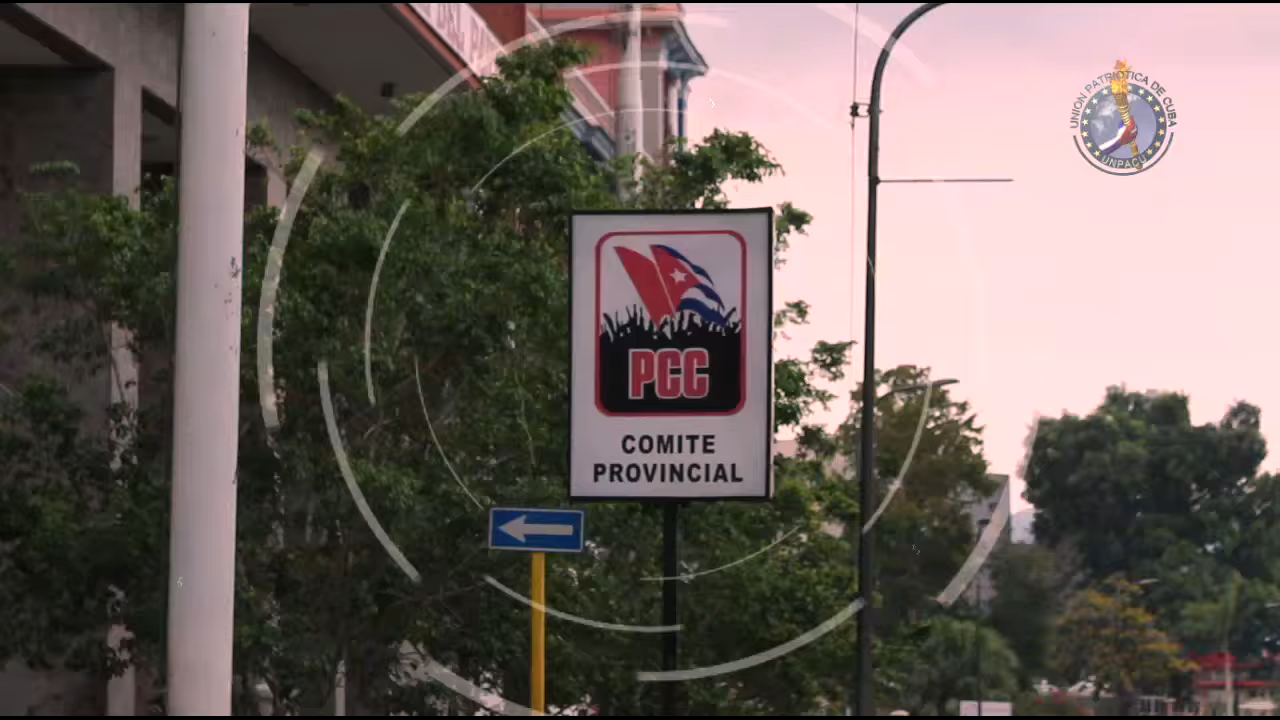 UNION PATRIOTICA DE CUBA
UNPACU
PCC
COMITE
PROVINCIAL